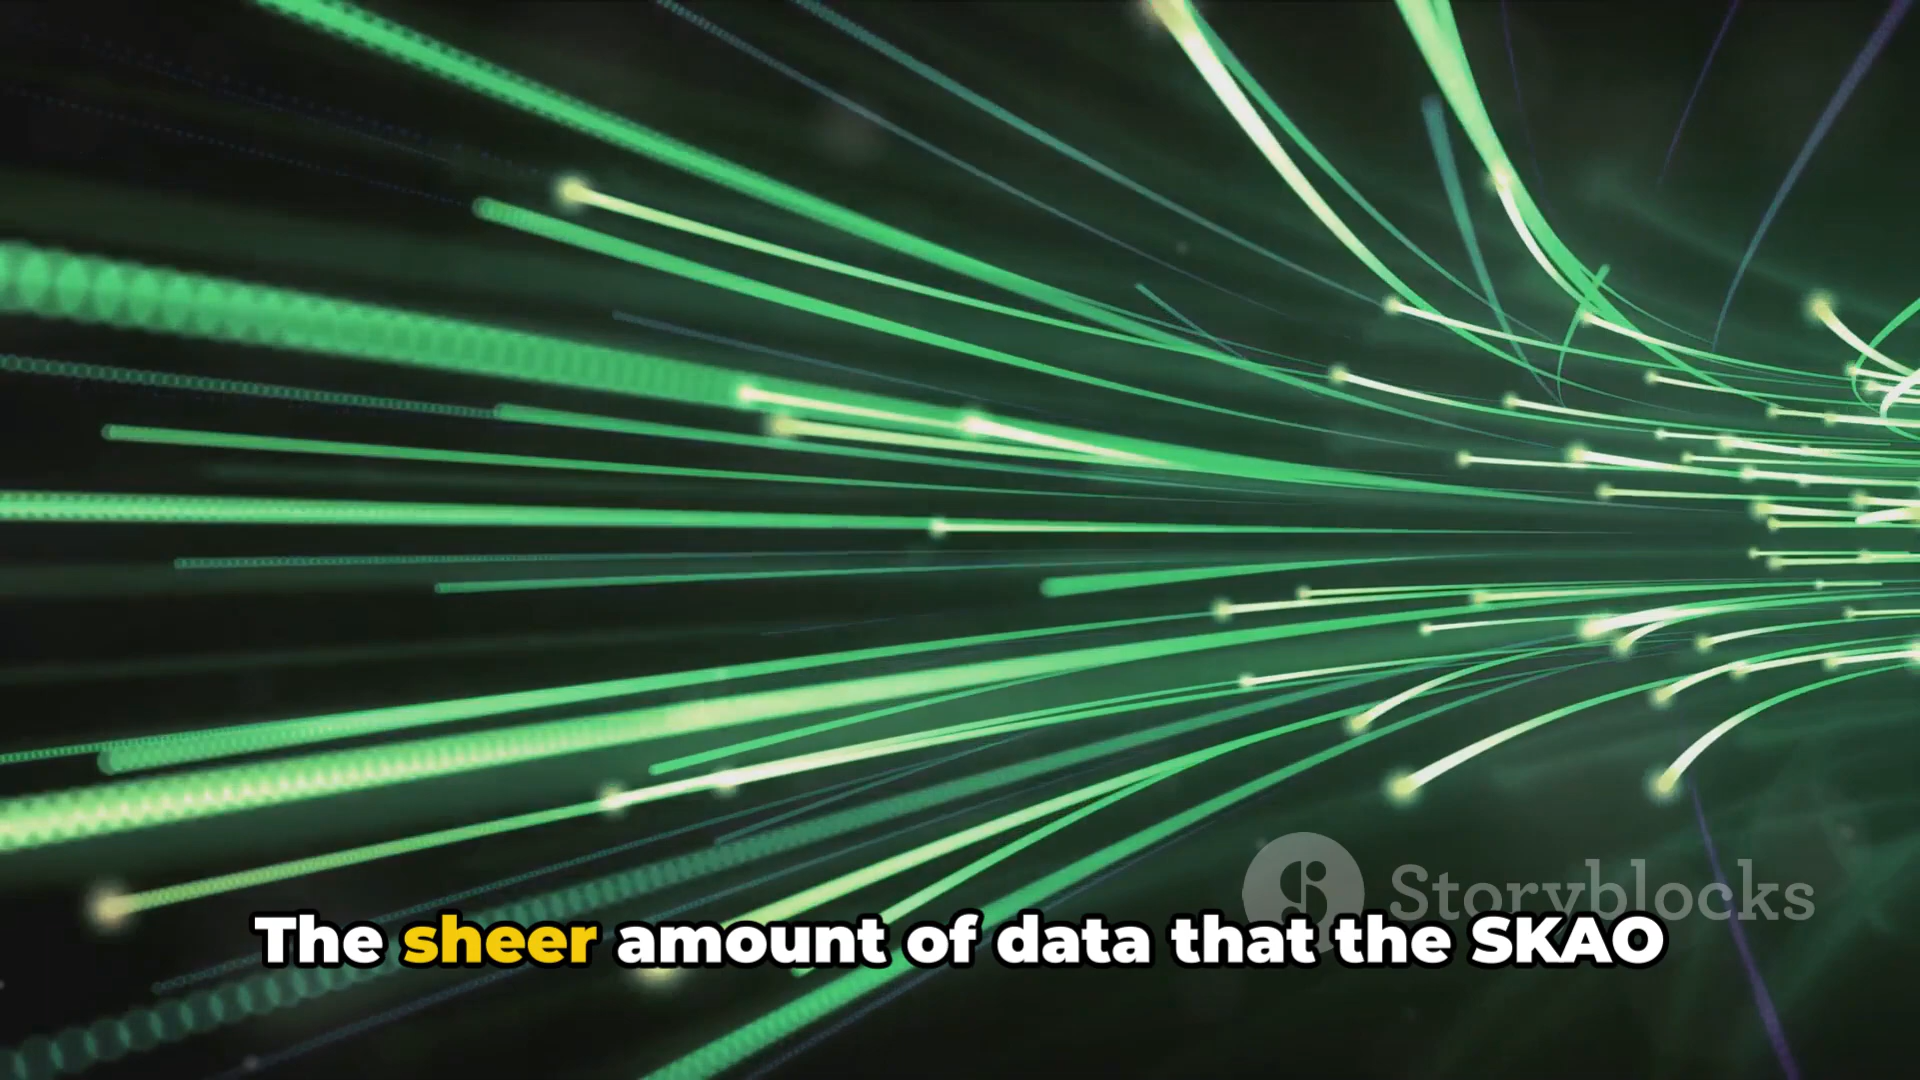 Storyblocks
The sheer amount of data that the SKAO